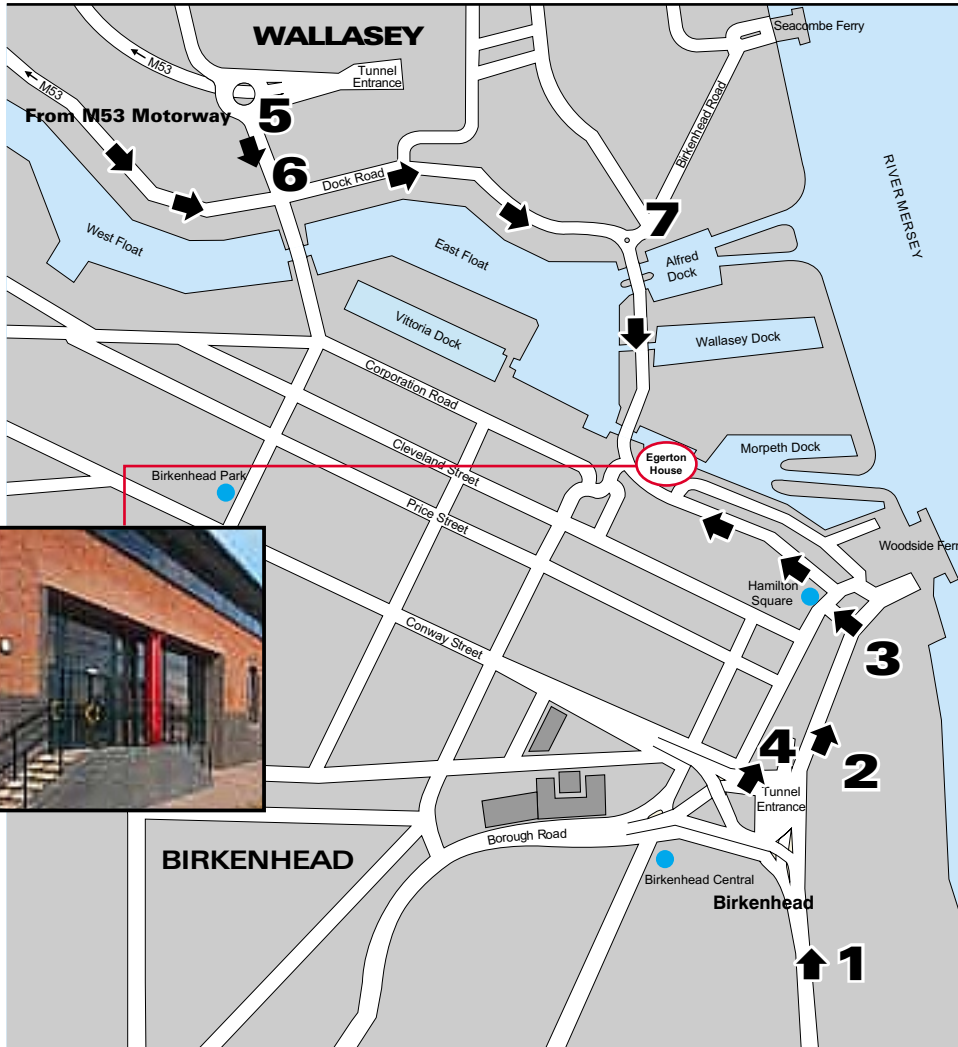 WALLASEY
Seacombe Ferry
M53
Tunnel
Entrance
M53
From M53 Motorway
5
Birkenhead Road
6
Dock Road
RIVER MERSEY
7
West Float
East Float
Alfred
Dock
Vittoria Dock
Wallasey Dock
Corporation Road
Cleveland Street
Egerton
House
Morpeth Dock
Birkenhead Park
Price Street
Woodside Ferr
Hamilton
Square
Conway Street
3
4
2
Tunnel
Entrance
Borough Road
BIRKENHEAD
Birkenhead Central
Birkenhead
1